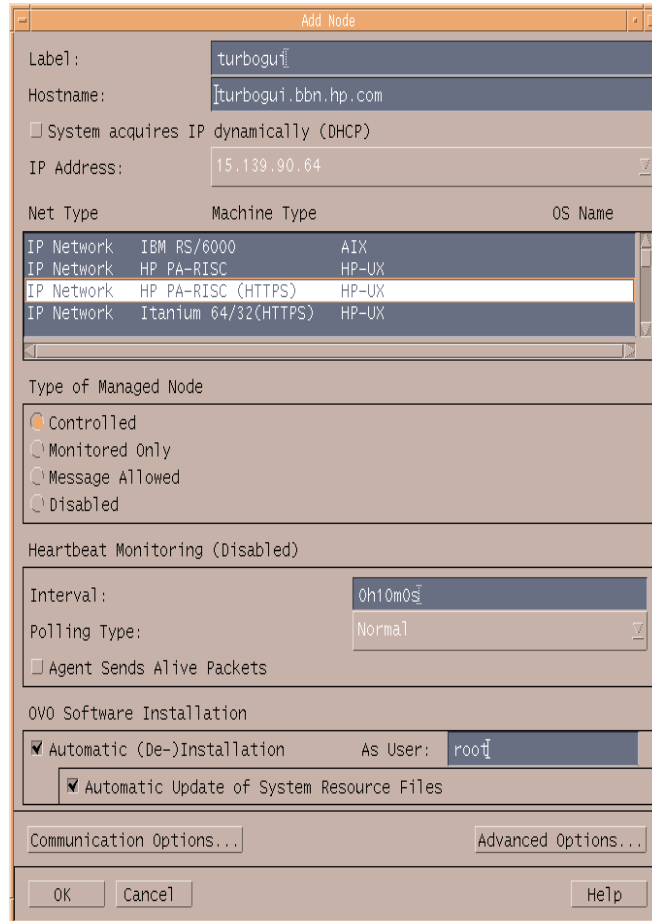 Add Node
Label: turbogui
Hostname: turbogui.bbn.hp.com
System acquires IP dynamically (DHCP)
IP Address: 15.139.90.64
Net Type Machine Type OS Name
IP Network IBM RS/6000 AIX
IP Network HP PA-RISC HP-UX
IP Network HP PA-RISC (HTTPS) HP-UX
IP Network Itanium 64/32(HTTPS) HP-UX
Type of Managed Node
Controlled
Monitored Only
Message Allowed
Disabled
Heartbeat Monitoring (Disabled)
Interval: 0h10m0s
Polling Type: Normal
Agent Sends Alive Packets
OVO Software Installation
Automatic (De-)Installation As User: root
Automatic Update of System Resource Files
Communication Options... Advanced Options...
OK Cancel Help